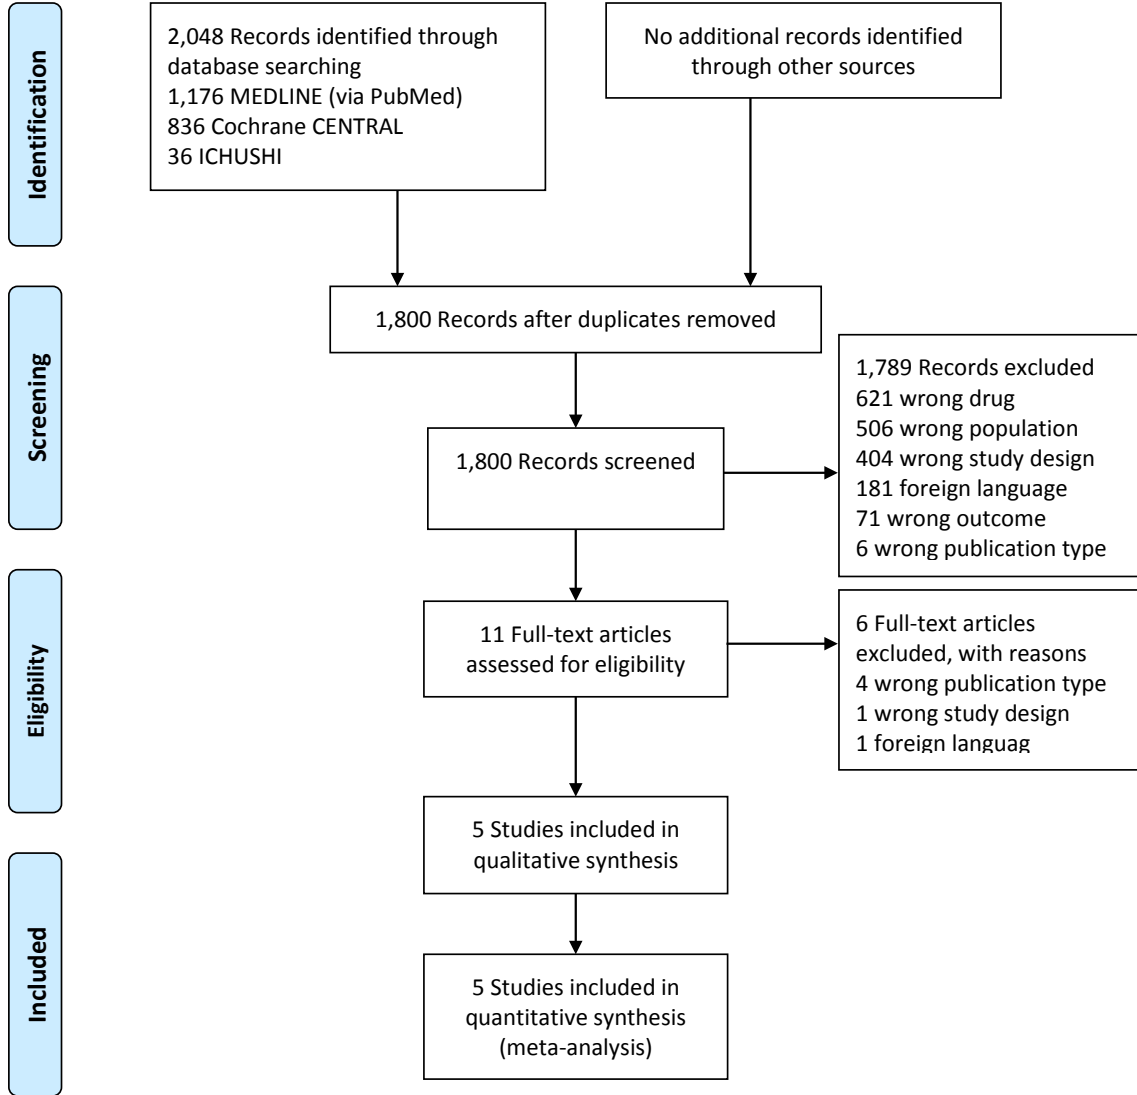 Identification
2,048 Records identified through
database searching
1,176 MEDLINE (via PubMed)
836 Cochrane CENTRAL
36 ICHUSHI
No additional records identified
through other sources
Screening
1,800 Records after duplicates removed
1,800 Records screened
1,789 Records excluded
621 wrong drug
506 wrong population
404 wrong study design
181 foreign language
71 wrong outcome
6 wrong publication type
Eligibility
11 Full-text articles
assessed for eligibility
6 Full-text articles
excluded, with reasons
4 wrong publication type
1 wrong study design
1 foreign languag
5 Studies included in
qualitative synthesis
Included
5 Studies included in
quantitative synthesis
(meta-analysis)